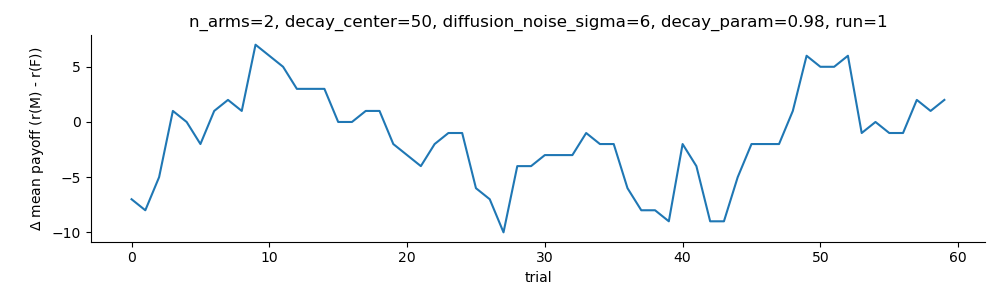 n_arms=2, decay_center=50, diffusion_noise_sigma=6, decay_param=0.98, run=1
Δ mean payoff (r(M) - r(F))
5
0
−5
−10
0 10 20 30 40 50 60
trial